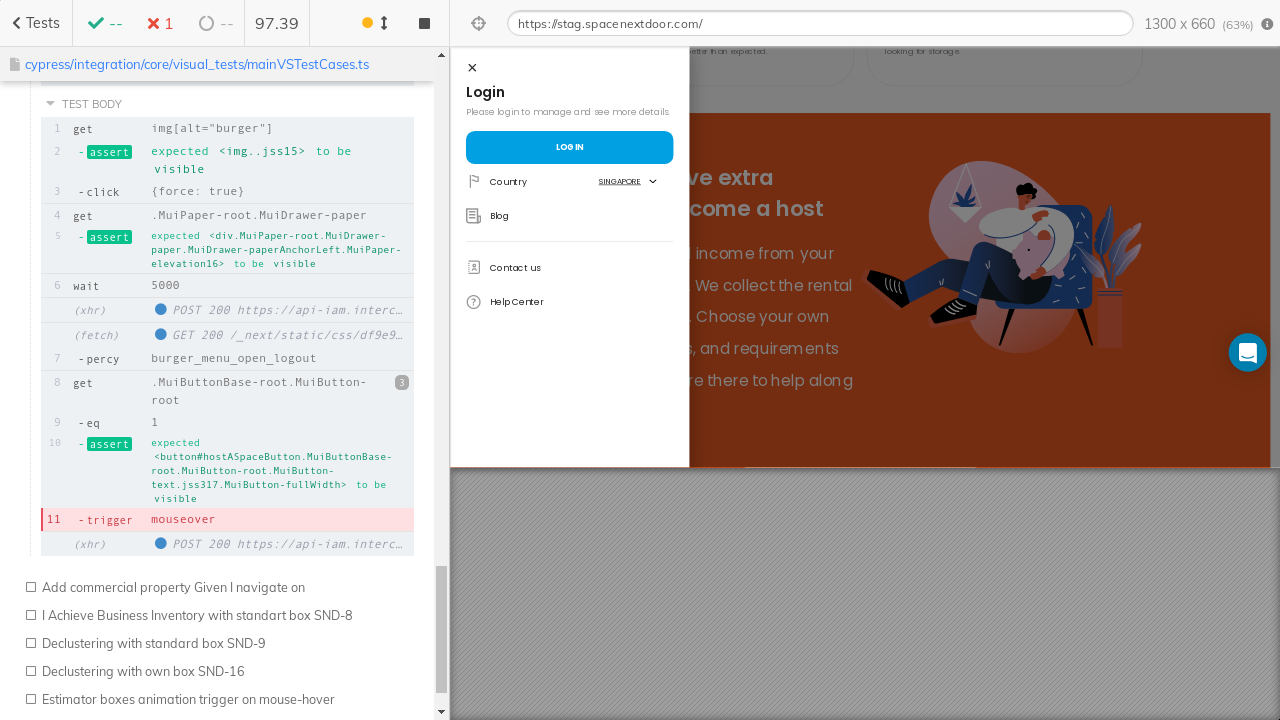 Tests
--
1
--
97.39
https://stag.spacenextdoor.com/
1300 x 660 (63%)
cypress/integration/core/visual_tests/mainVSTestCases.ts
TEST BODY
1 get img[alt="burger"]
2 -assert expected <img..jss15> to be
visible
3 -click {force: true}
4 get .MuiPaper-root.MuiDrawer-paper
5 -assert expected <div.MuiPaper-root.MuiDrawer-
paper.MuiDrawer-paperAnchorLeft.MuiPaper-
elevation16> to be visible
6 wait 5000
(xhr) POST 200 https://api-iam.interc…
(fetch) GET 200 /_next/static/css/df9e9…
7 -percy burger_menu_open_logout
8 get .MuiButtonBase-root.MuiButton- 3
root
9 -eq 1
10 -assert expected
<button#hostASpaceButton.MuiButtonBase-
root.MuiButton-root.MuiButton-
text.jss317.MuiButton-fullWidth> to be
visible
11 -trigger mouseover
(xhr) POST 200 https://api-iam.interc…
Add commercial property Given I navigate on
I Achieve Business Inventory with standart box SND-8
Declustering with standard box SND-9
Declustering with own box SND-16
Estimator boxes animation trigger on mouse-hover
Login
Please login to manage and see more details
LOGIN
Country SINGAPORE
Blog
Contact us
Help Center
better than expected.
looking for storage.
ve extra
come a host
income from your
. We collect the rental
. Choose your own
s, and requirements
re there to help along